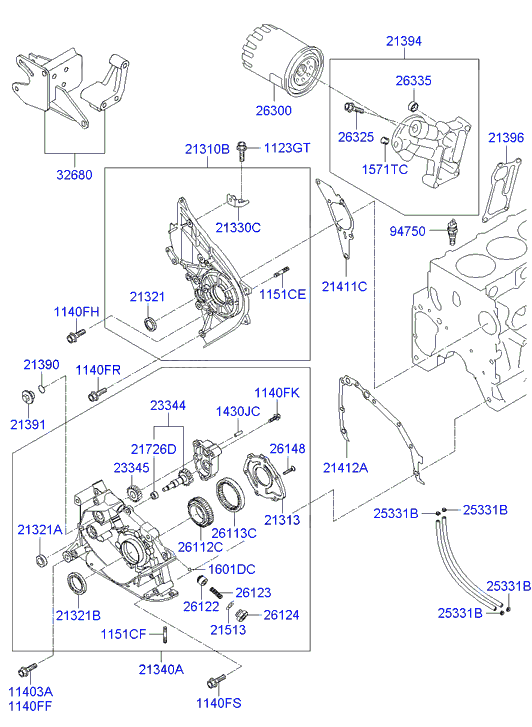 21394
26335
26300
26325
21396
1123GT
21310B
1571TC
32680
21330C
94750
21411C
1151CE
21321
1140FH
21390
1140FR
1140FK
23344
1430JC
21391
21726D
26148
23345
21412A
25331B
25331B
21313
26113C
21321A
26112C
1601DC
26123
25331B
26122
21321B
26124
25331B
21513
1151CF
21340A
11403A
1140FF
1140FS